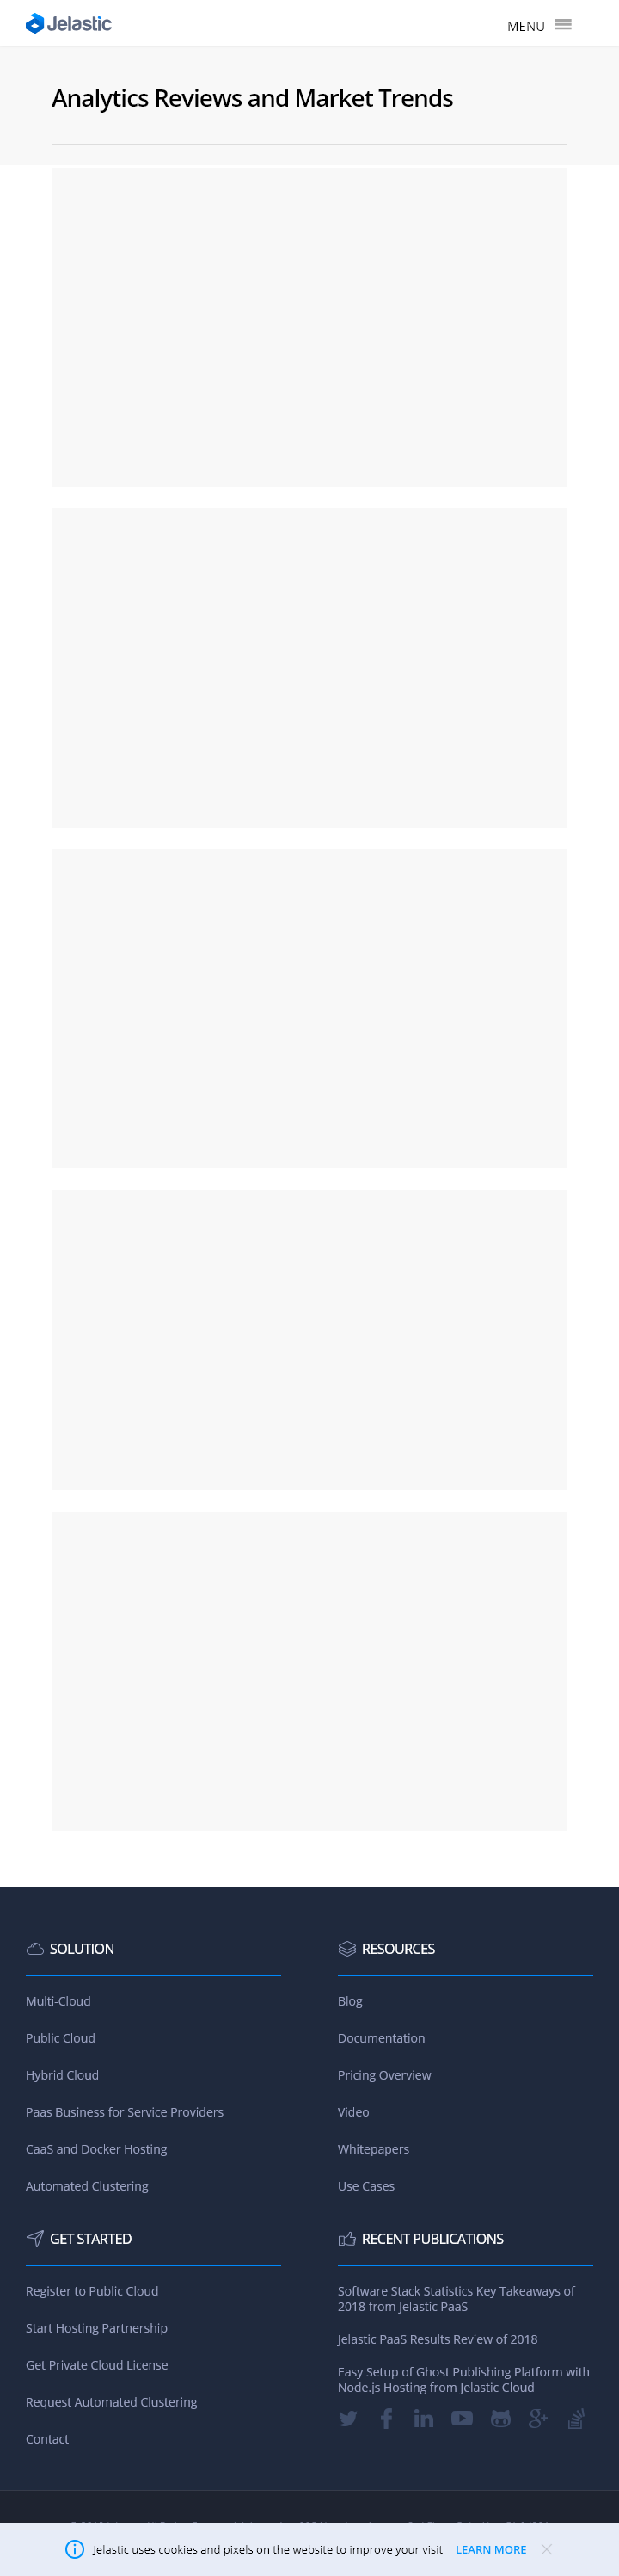 Jelastic
MENU
Analytics Reviews and Market Trends
SOLUTION
Multi-Cloud
Public Cloud
Hybrid Cloud
Paas Business for Service Providers
CaaS and Docker Hosting
Automated Clustering
RESOURCES
Blog
Documentation
Pricing Overview
Video
Whitepapers
Use Cases
GET STARTED
Register to Public Cloud
Start Hosting Partnership
Get Private Cloud License
Request Automated Clustering
Contact
RECENT PUBLICATIONS
Software Stack Statistics Key Takeaways of
2018 from Jelastic PaaS
Jelastic PaaS Results Review of 2018
Easy Setup of Ghost Publishing Platform with
Node.js Hosting from Jelastic Cloud
Jelastic uses cookies and pixels on the website to improve your visit LEARN MORE